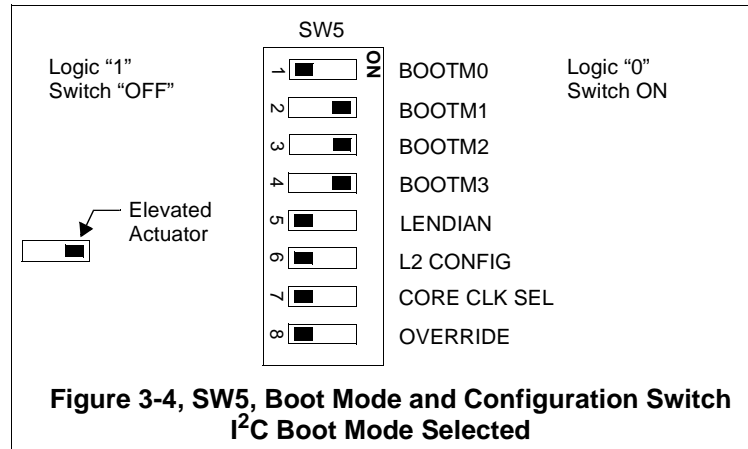 SW5
Logic “1”
Switch “OFF”
ON
Logic “0”
Switch ON
1 BOOTM0
2 BOOTM1
3 BOOTM2
4 BOOTM3
5 LENDIAN
6 L2 CONFIG
7 CORE CLK SEL
8 OVERRIDE
Elevated
Actuator
Figure 3-4, SW5, Boot Mode and Configuration Switch
I²C Boot Mode Selected